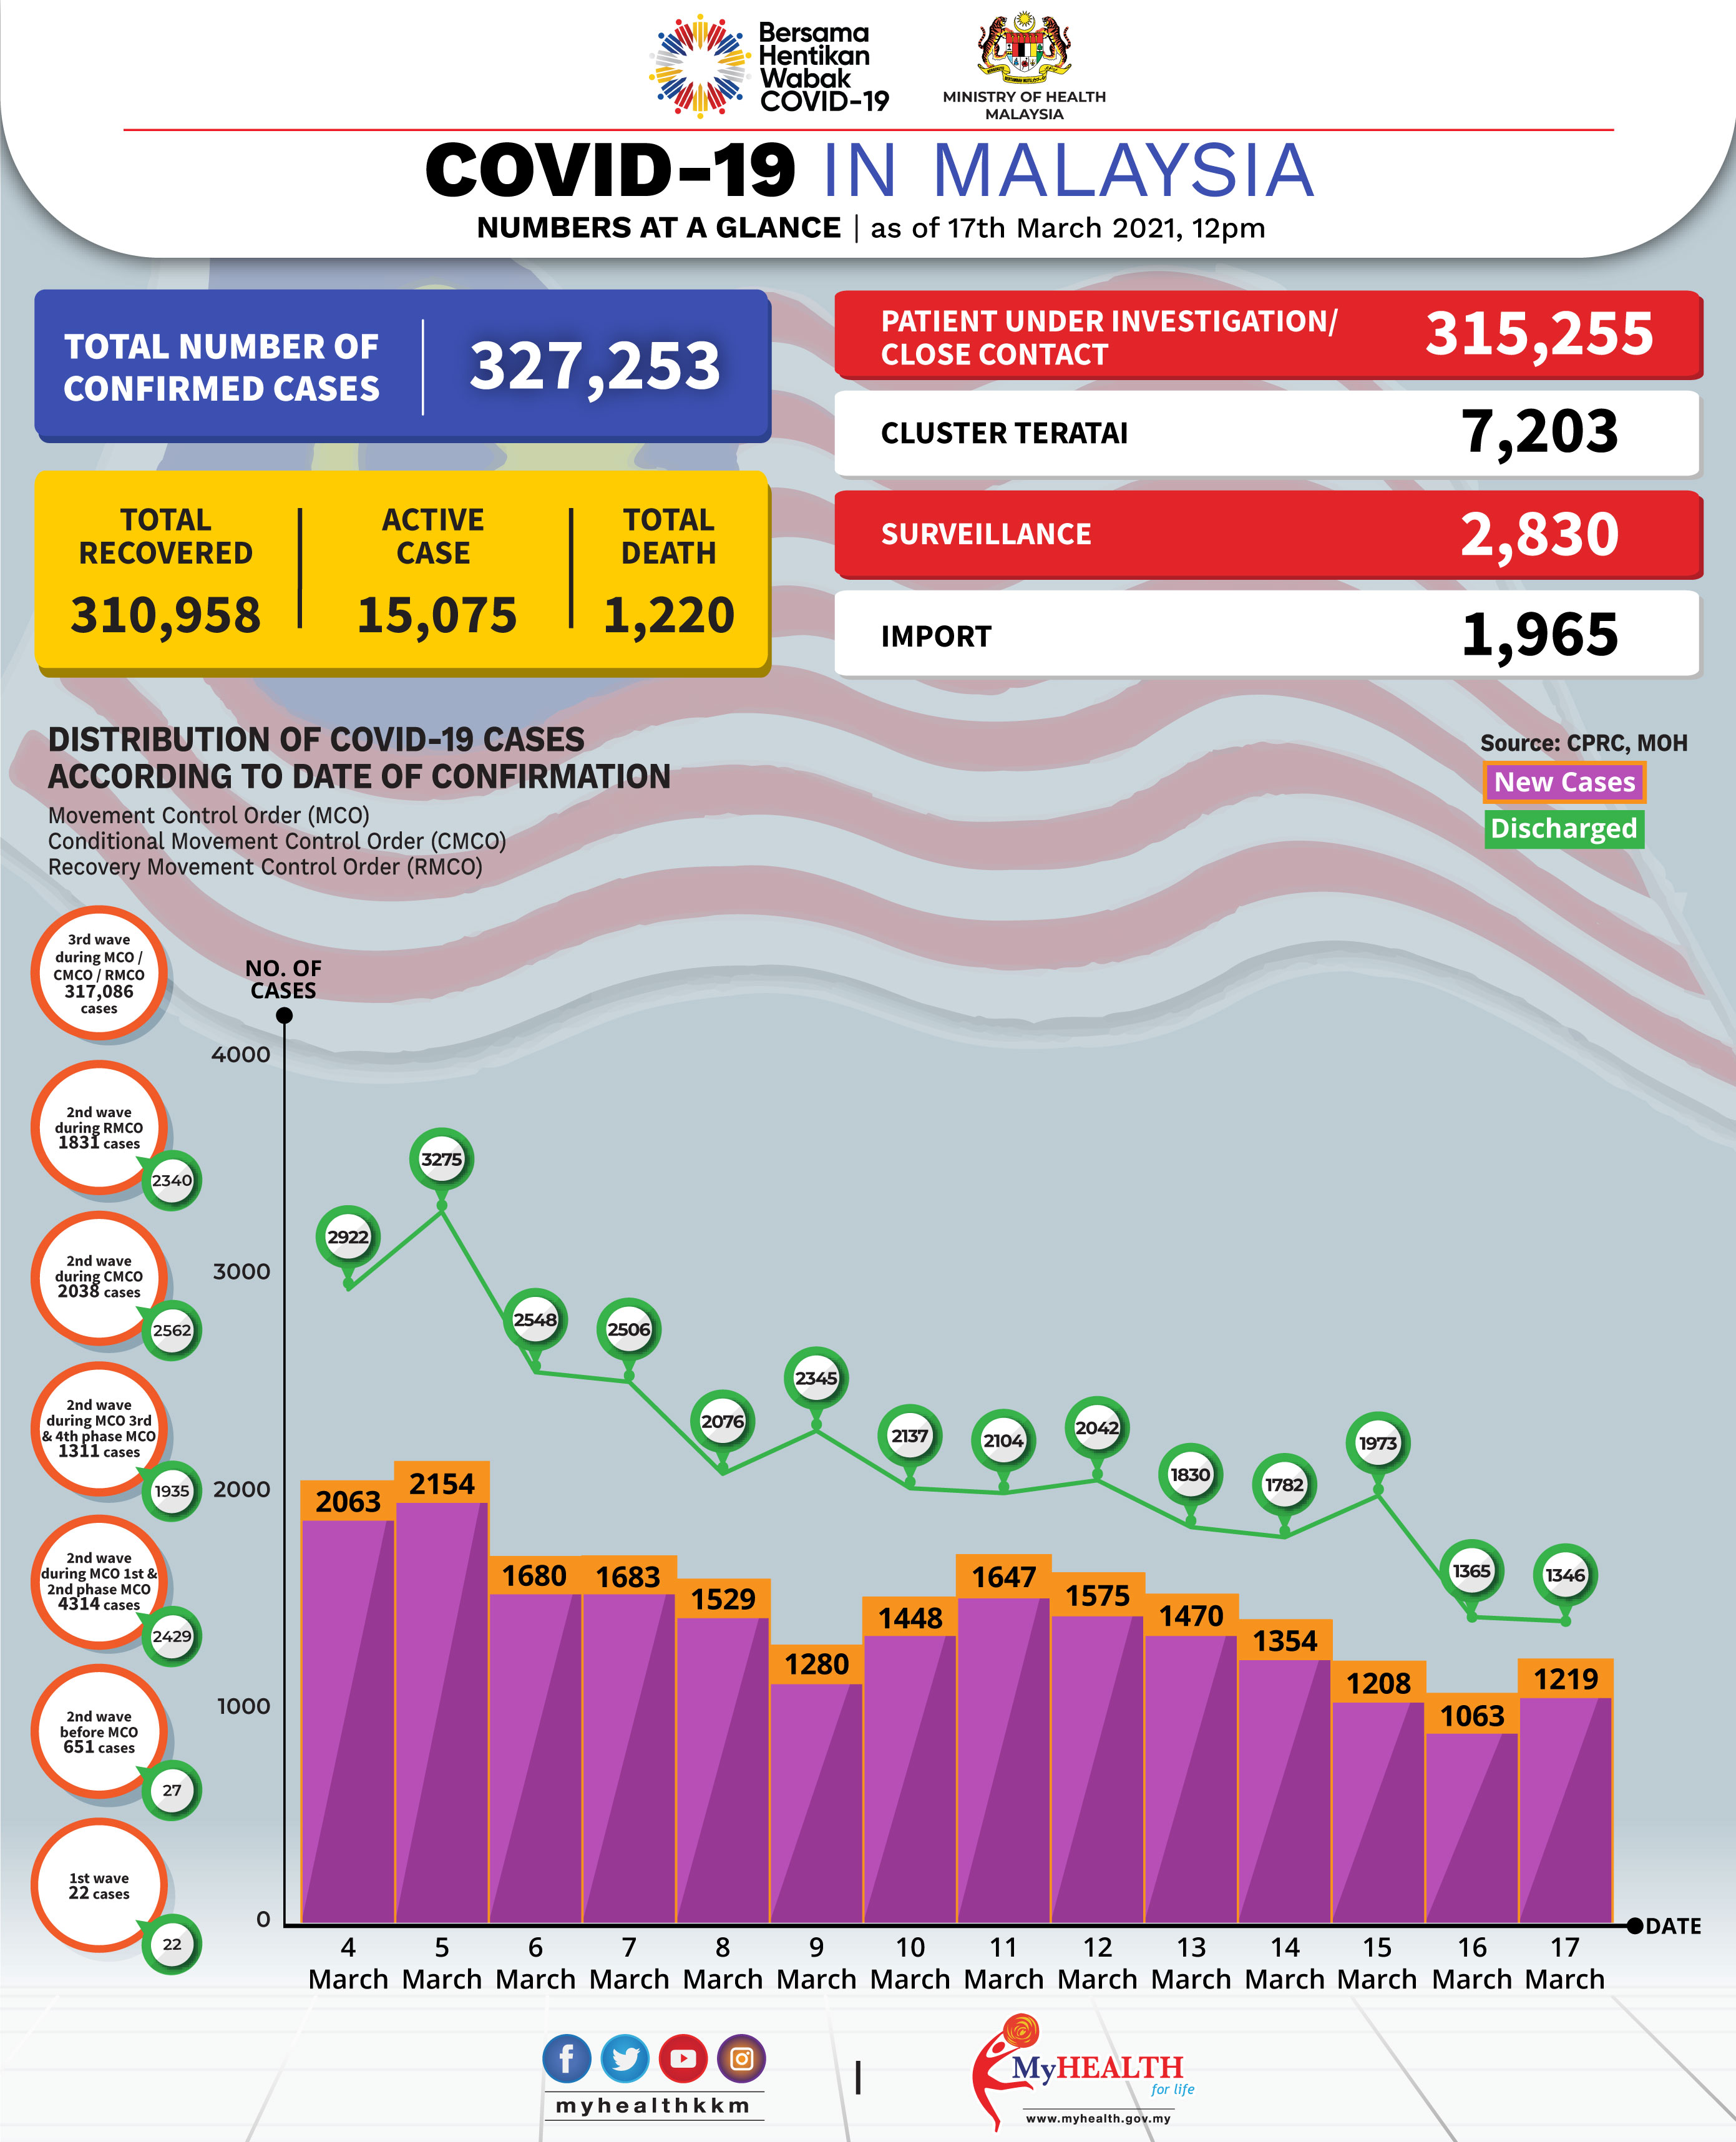 Bersama
Hentikan
Wabak
COVID-19
MINISTRY OF HEALTH
MALAYSIA
COVID-19 IN MALAYSIA
NUMBERS AT A GLANCE | as of 17th March 2021, 12pm
TOTAL NUMBER OF
CONFIRMED CASES
327,253
TOTAL
RECOVERED
310,958
ACTIVE
CASE
15,075
TOTAL
DEATH
1,220
PATIENT UNDER INVESTIGATION/
CLOSE CONTACT
315,255
CLUSTER TERATAI
7,203
SURVEILLANCE
2,830
IMPORT
1,965
DISTRIBUTION OF COVID-19 CASES
ACCORDING TO DATE OF CONFIRMATION
Movement Control Order (MCO)
Conditional Movement Control Order (CMCO)
Recovery Movement Control Order (RMCO)
Source: CPRC, MOH
New Cases
Discharged
3rd wave
during MCO /
CMCO / RMCO
317,086
cases
2nd wave
during RMCO
1831 cases
2340
2nd wave
during CMCO
2038 cases
2562
2nd wave
during MCO 3rd
& 4th phase MCO
1311 cases
1935
2nd wave
during MCO 1st &
2nd phase MCO
4314 cases
2429
2nd wave
before MCO
651 cases
27
1st wave
22 cases
22
NO. OF
CASES
4000
3000
2000
1000
0
2922
3275
2548
2506
2076
2345
2137
2104
2042
1830
1782
1973
1365
1346
2063
2154
1680
1683
1529
1280
1448
1647
1575
1470
1354
1208
1063
1219
DATE
4 March
5 March
6 March
7 March
8 March
9 March
10 March
11 March
12 March
13 March
14 March
15 March
16 March
17 March
myhealthkkm
MyHEALTH
for life
www.myhealth.gov.my